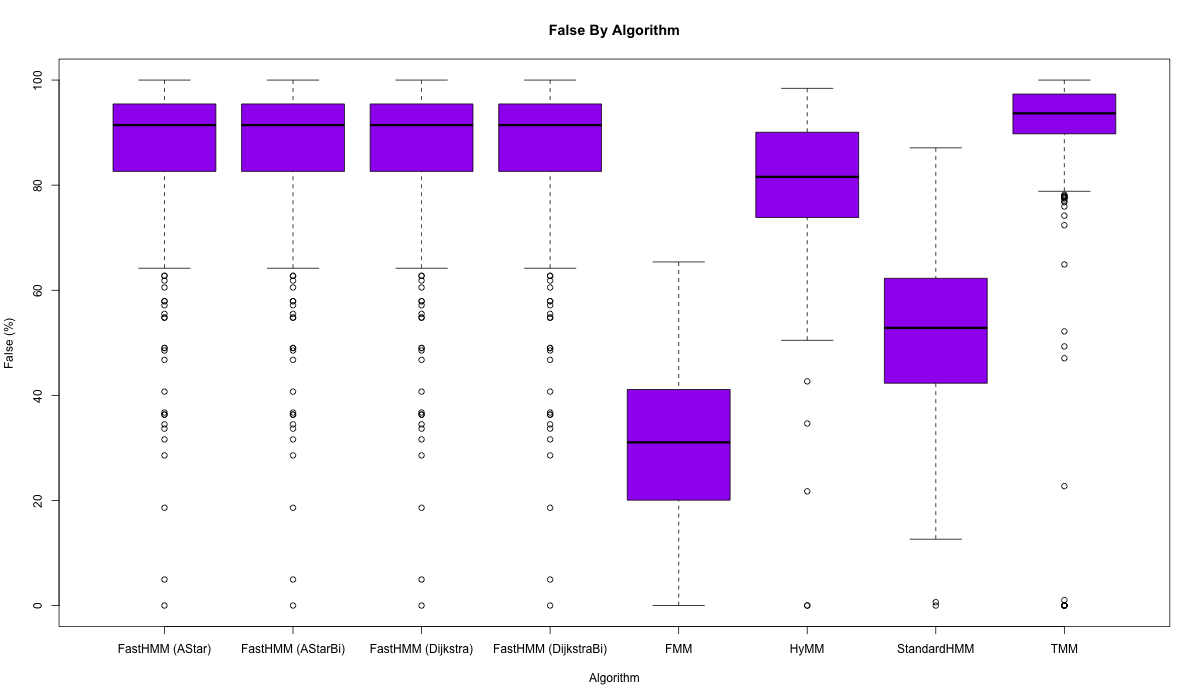 False By Algorithm
False (%)
100
80
60
40
20
0
FastHMM (AStar) FastHMM (AStarBi) FastHMM (Dijkstra) FastHMM (DijkstraBi) FMM HyMM StandardHMM TMM
Algorithm